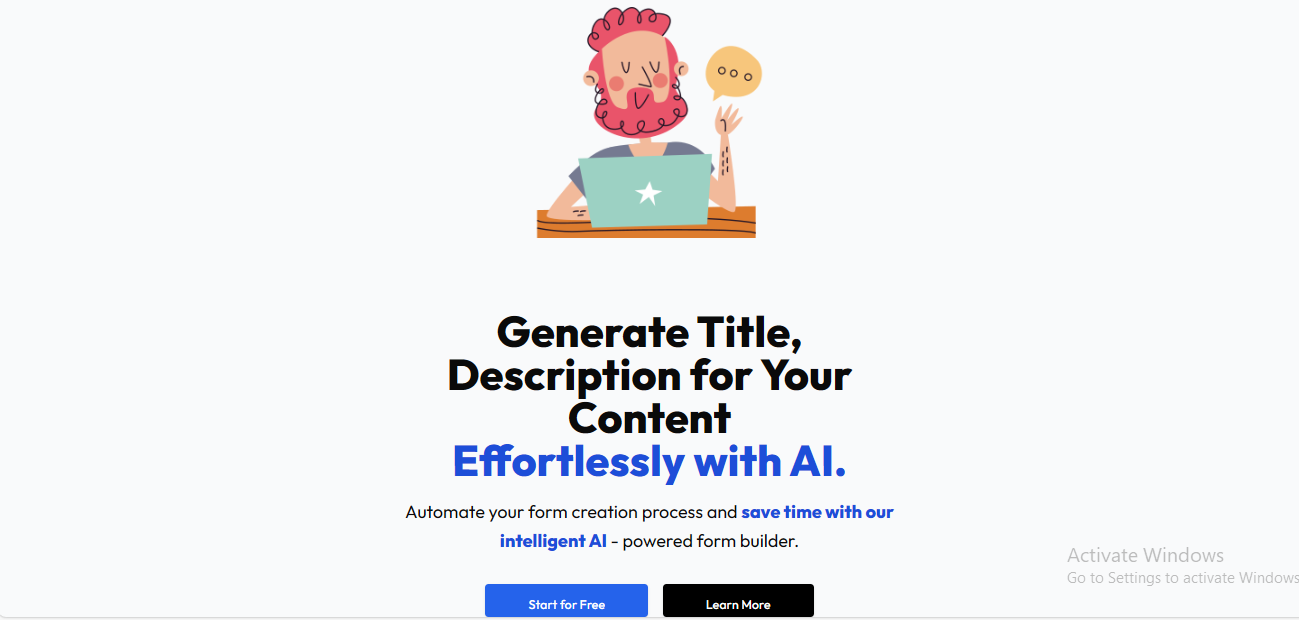 Generate Title,
Description for Your
Content
Effortlessly with AI.
Automate your form creation process and save time with our
intelligent AI - powered form builder.
Activate Windows
Go to Settings to activate Windows
Start for Free
Learn More